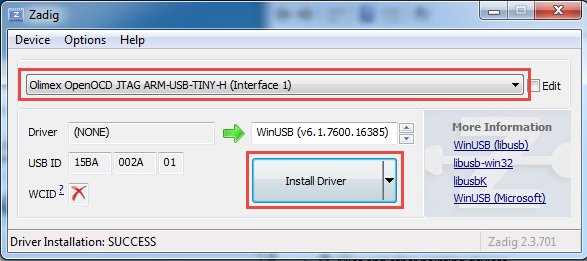 Zadig
Device Options Help
Olimex OpenOCD JTAG ARM-USB-TINY-H (Interface 1) Edit
Driver (NONE) WinUSB (v6.1.7600.16385)
More Information
WinUSB (libusb)
USB ID 15BA 002A 01
libusb-win32
Install Driver
libusbK
WCID ?
WinUSB (Microsoft)
Driver Installation: SUCCESS Zadig 2.3.701